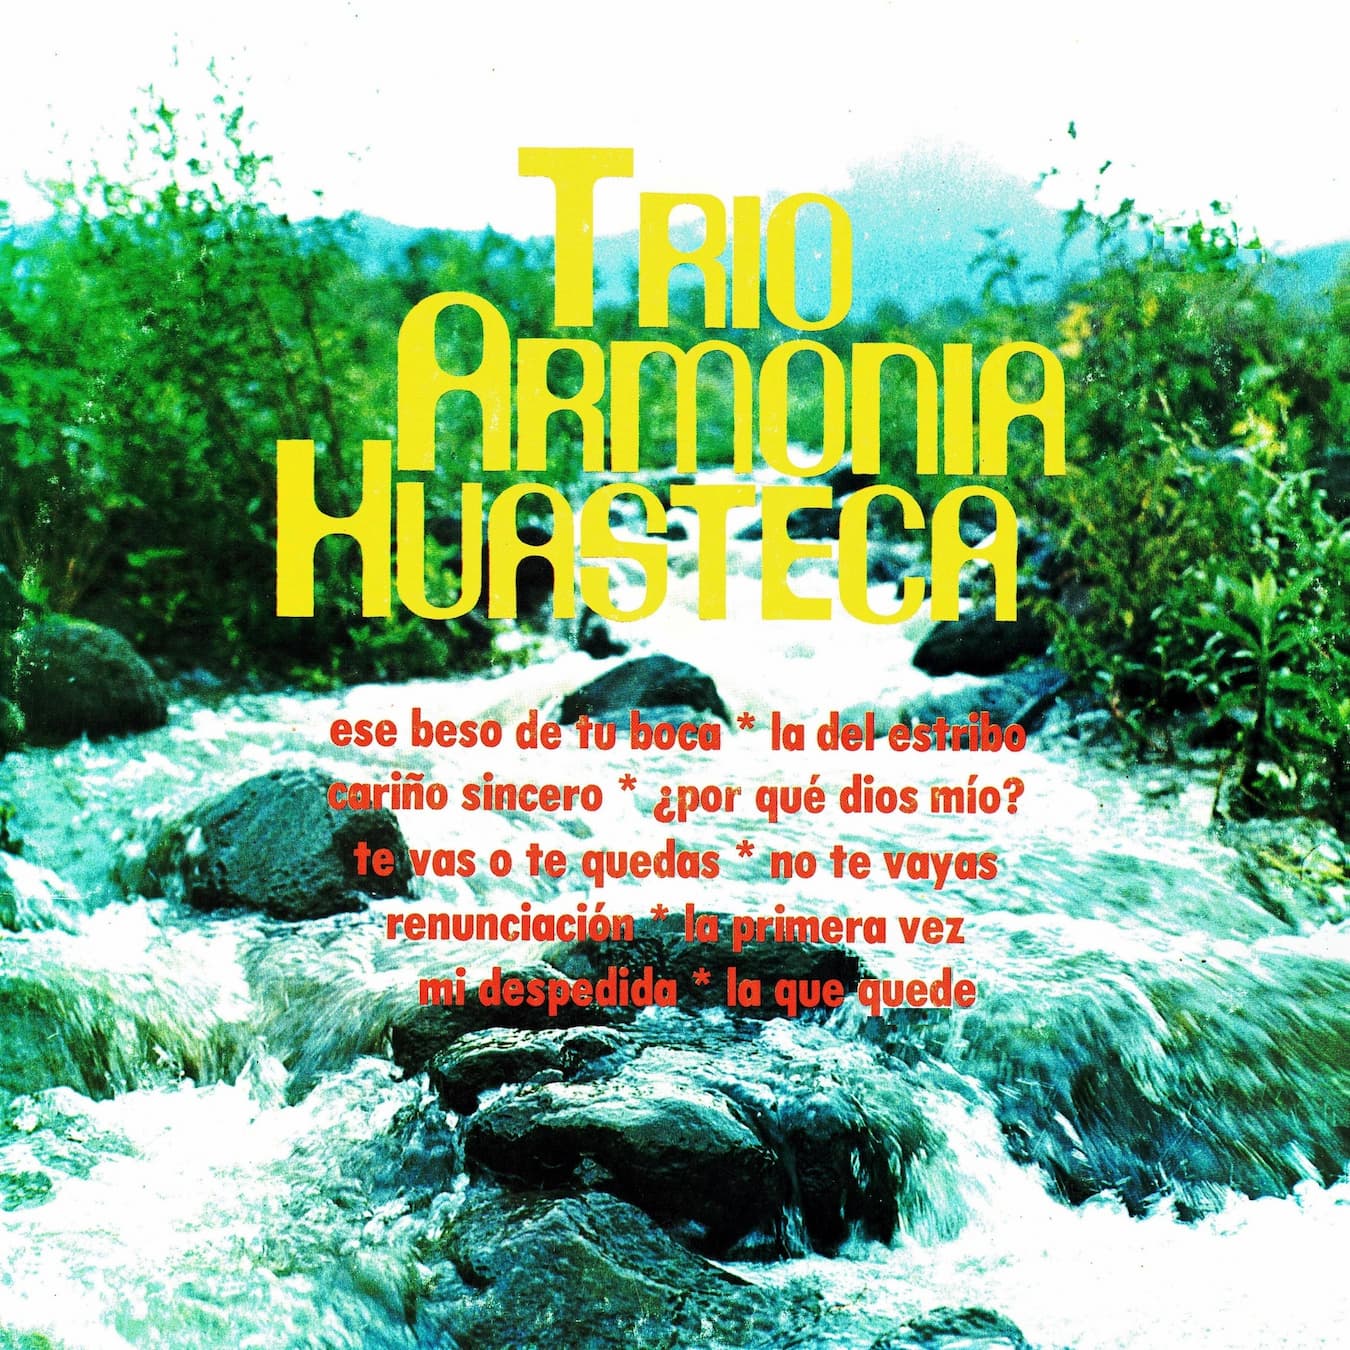 TRIO
ARMONIA
HUASTECA
ese beso de tu boca * la del estribo
cariño sincero * ¿por qué dios mío?
te vas o te quedas * no te vayas
renunciación * la primera vez
mi despedida * la que quede